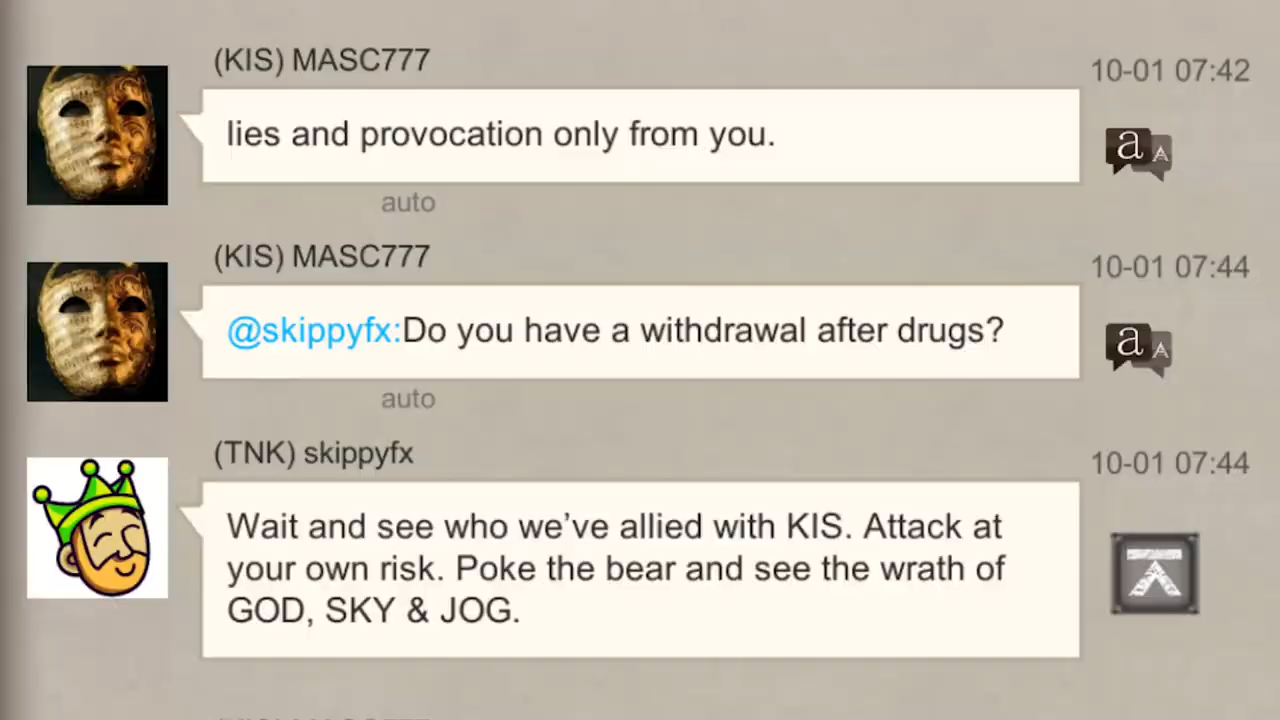 (KIS) MASC777
10-01 07:42
lies and provocation only from you.
auto
(KIS) MASC777
10-01 07:44
@skippyfx:Do you have a withdrawal after drugs?
auto
(TNK) skippyfx
10-01 07:44
Wait and see who we’ve allied with KIS. Attack at
your own risk. Poke the bear and see the wrath of
GOD, SKY & JOG.